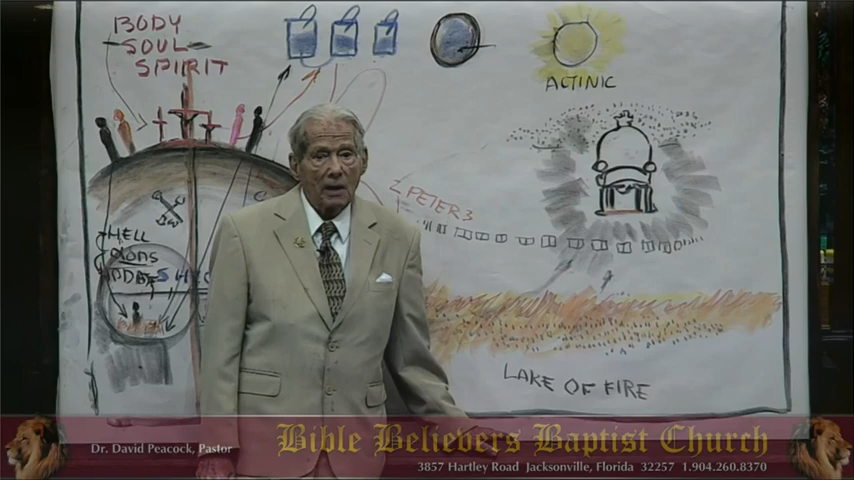 BODY
SOUL
SPIRIT
ACTINIC
2 PETER 3
HELL
LAKE OF FIRE
Dr. David Peacock, Pastor
Bible Believers Baptist Church
3857 Hartley Road Jacksonville, Florida 32257 1.904.260.8370